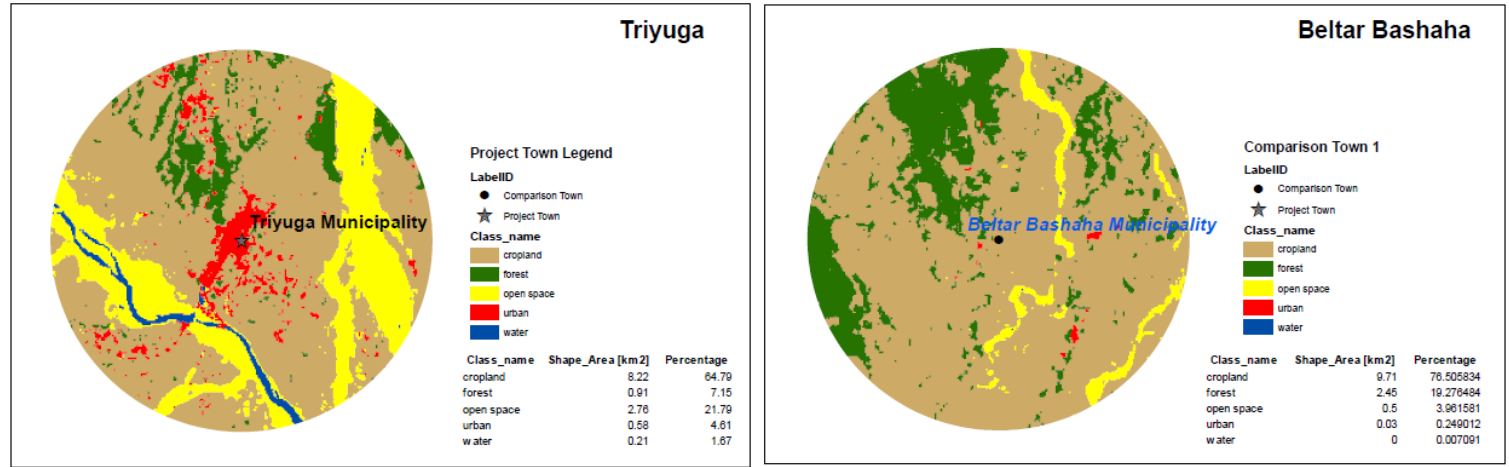 Triyuga
Triyuga Municipality
Project Town Legend
LabelID
Comparison Town
Project Town
Class_name
cropland
forest
open space
urban
water
Class_name Shape_Area [km2] Percentage
cropland 8.22 64.79
forest 0.91 7.15
open space 2.76 21.79
urban 0.58 4.61
water 0.21 1.67
Beltar Bashaha
Beltar Bashaha Municipality
Comparison Town 1
LabelID
Comparison Town
Project Town
Class_name
cropland
forest
open space
urban
water
Class_name Shape_Area [km2] Percentage
cropland 9.71 76.505834
forest 2.45 19.276484
open space 0.5 3.961581
urban 0.03 0.249012
water 0 0.007091